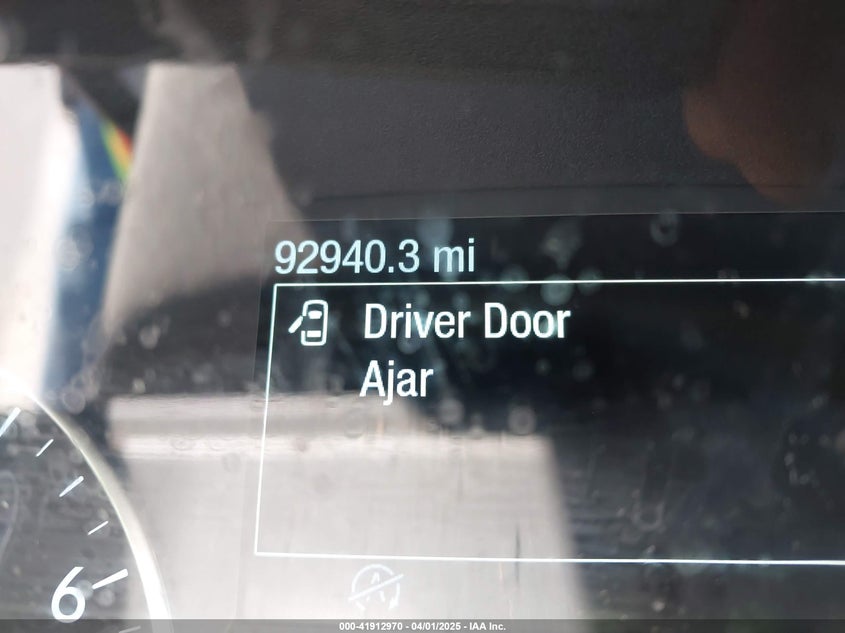 92940.3 mi
Driver Door
Ajar
6
000-41912970 - 04/01/2025 - IAA Inc.